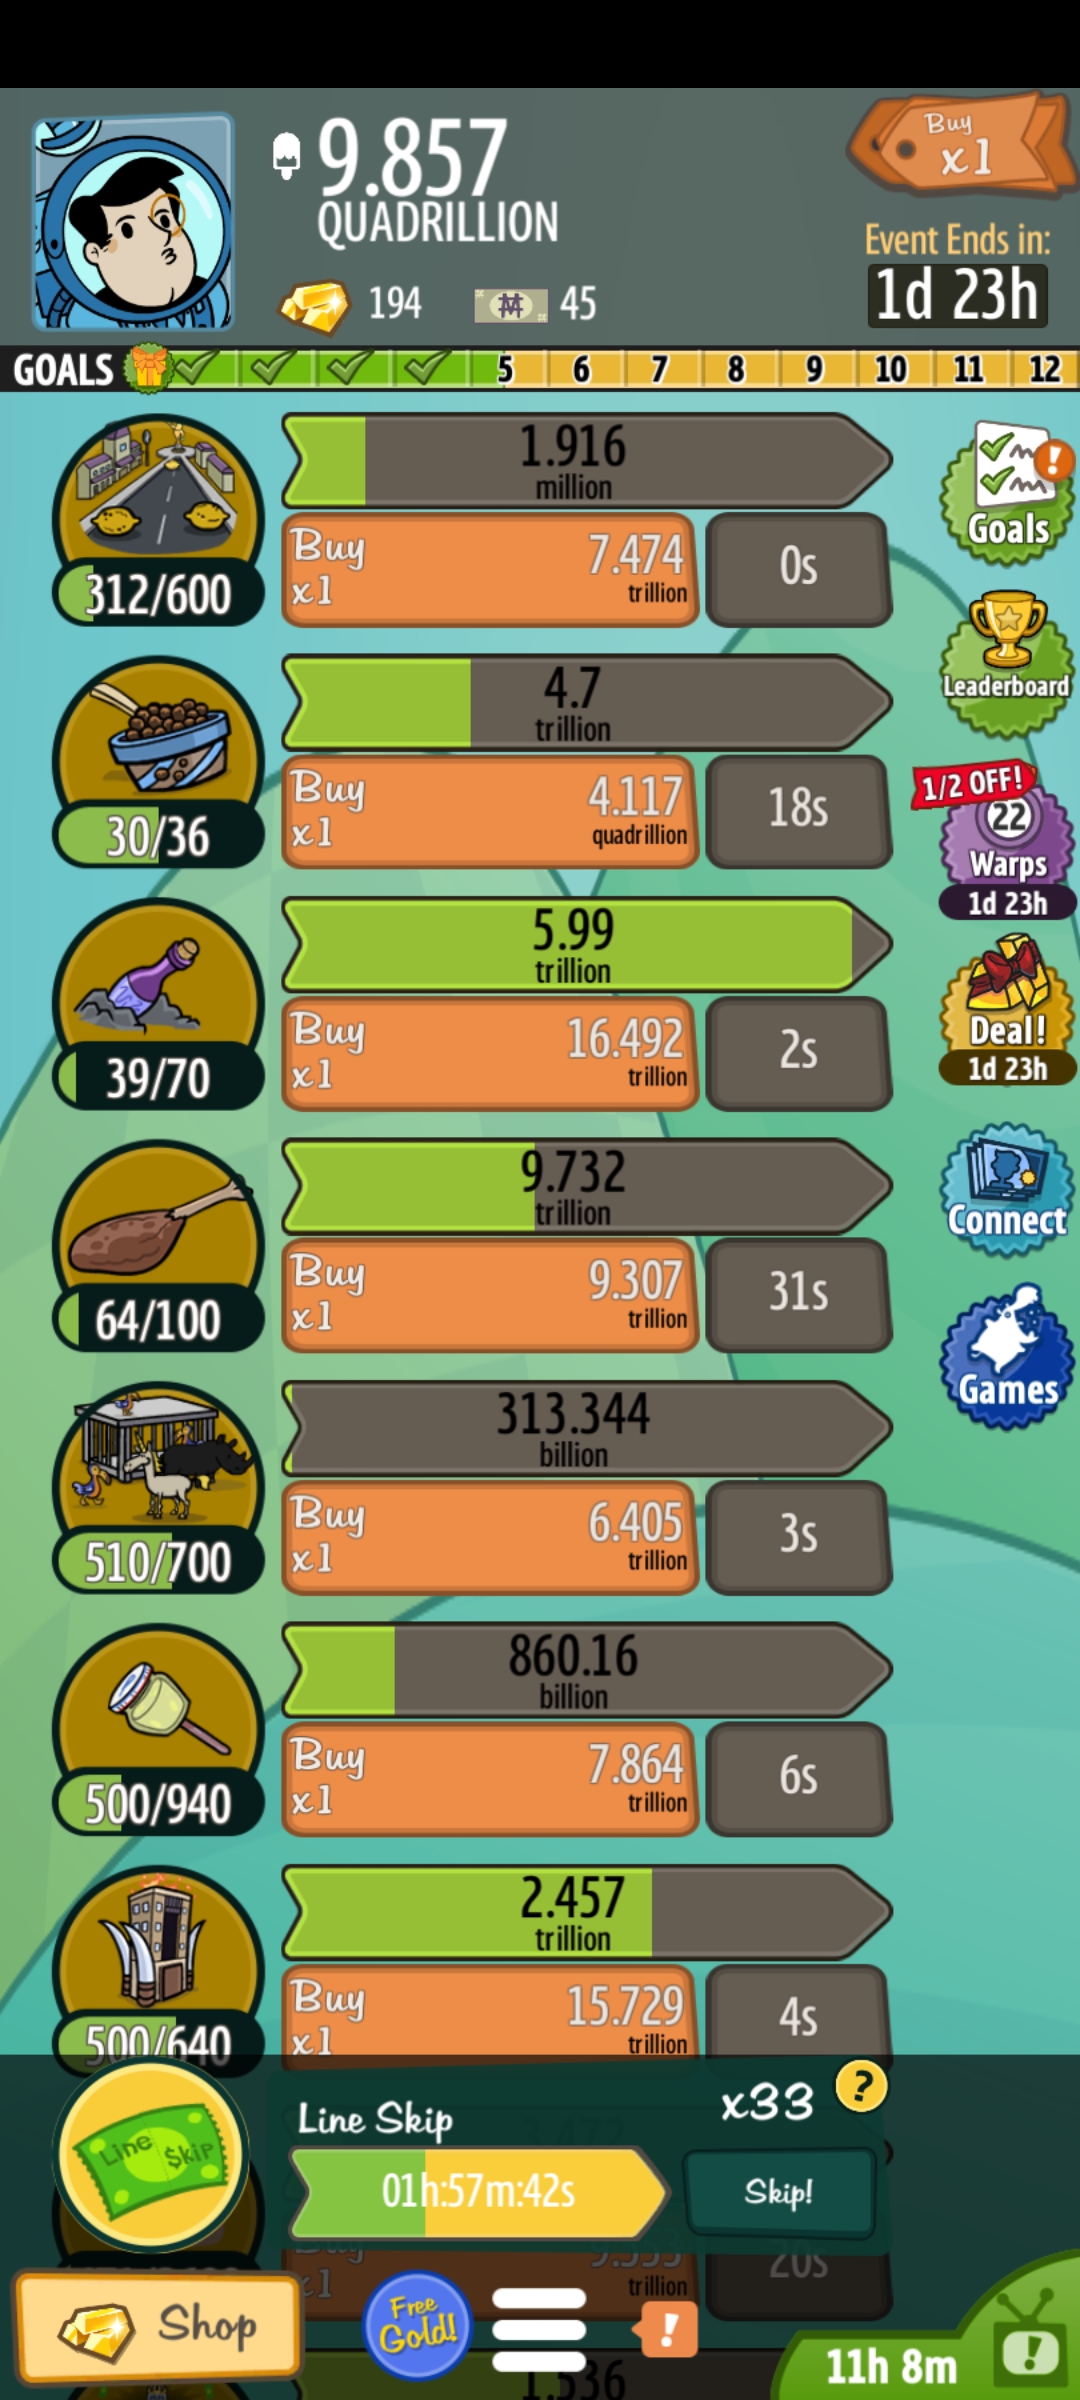 9.857
QUADRILLION
194
45
Buy
x1
Event Ends in:
1d 23h
GOALS 5 6 7 8 9 10 11 12
1.916
million
Buy
x1
7.474
trillion
0s
312/600
Goals
4.7
trillion
Buy
x1
4.117
quadrillion
18s
30/36
Leaderboard
1/2 OFF!
22
Warps
1d 23h
5.99
trillion
Buy
x1
16.492
trillion
2s
39/70
Deal!
1d 23h
9.732
trillion
Buy
x1
9.307
trillion
31s
64/100
Connect
313.344
billion
Buy
x1
6.405
trillion
3s
510/700
Games
860.16
billion
Buy
x1
7.864
trillion
6s
500/940
2.457
trillion
Buy
x1
15.729
trillion
4s
500/640
Line Skip
x33
?
Line $kip
01h:57m:42s
Skip!
Buy
x1
trillion
20s
Shop
Free
Gold!
!
11h 8m
!
1.536